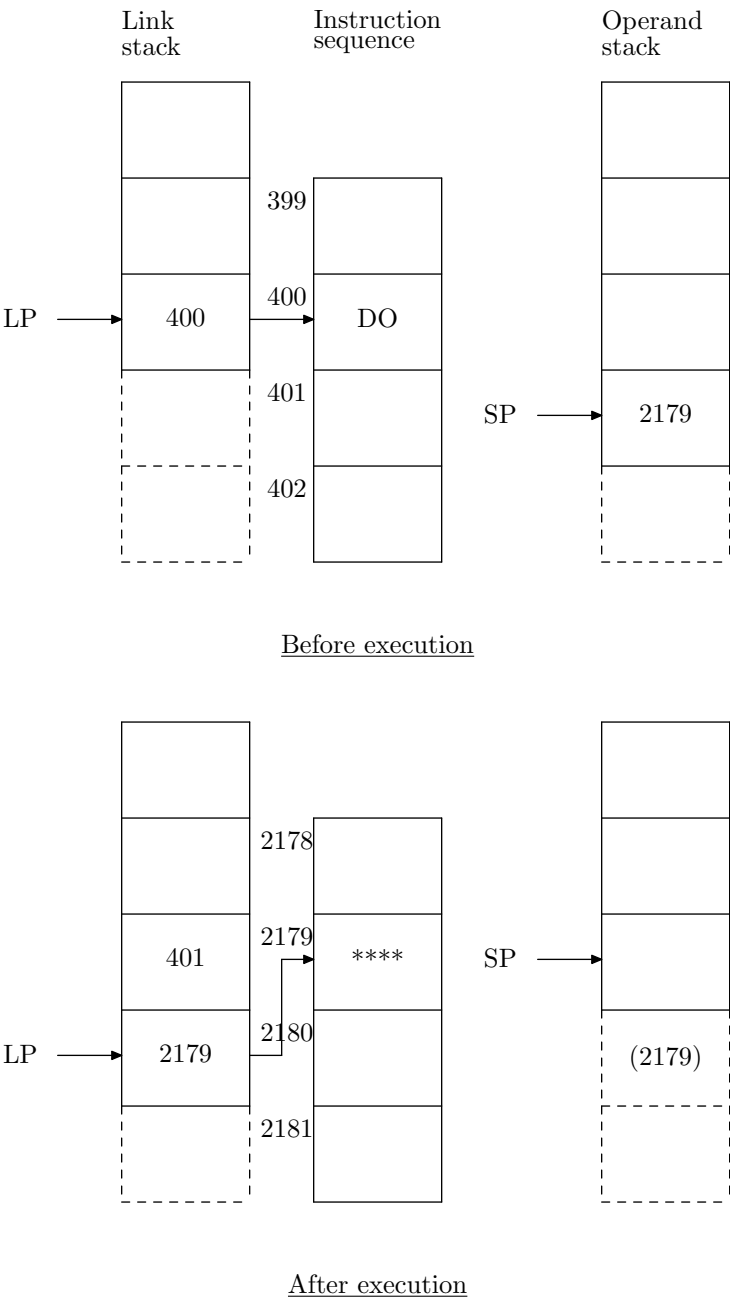 Link
stack
Instruction
sequence
Operand
stack
399
LP
400
400
DO
401
SP
2179
402
Before execution
2178
2179
401
****
SP
2180
LP
2179
(2179)
2181
After execution